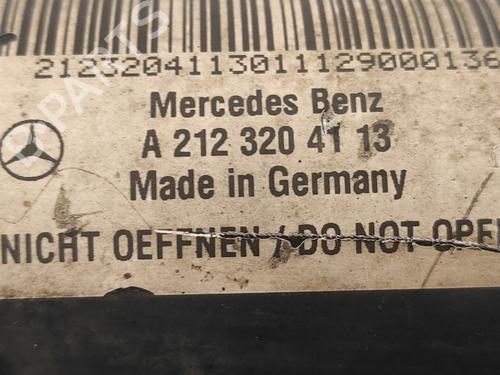 2123204113011129000136
Mercedes Benz
A 212 320 41 13
Made in Germany
NICHT OEFFNEN / DO NOT OPE